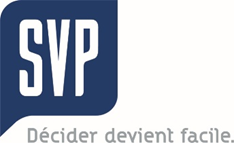 SVP
Décider devient facile.